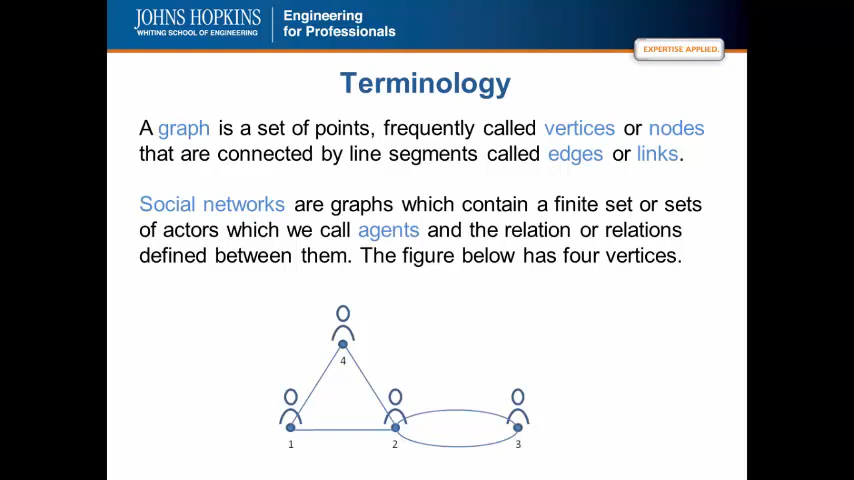 JOHNS HOPKINS
WHITING SCHOOL OF ENGINEERING
Engineering
for Professionals
EXPERTISE APPLIED.
Terminology
A graph is a set of points, frequently called vertices or nodes
that are connected by line segments called edges or links.
Social networks are graphs which contain a finite set or sets
of actors which we call agents and the relation or relations
defined between them. The figure below has four vertices.
4
1
2
3